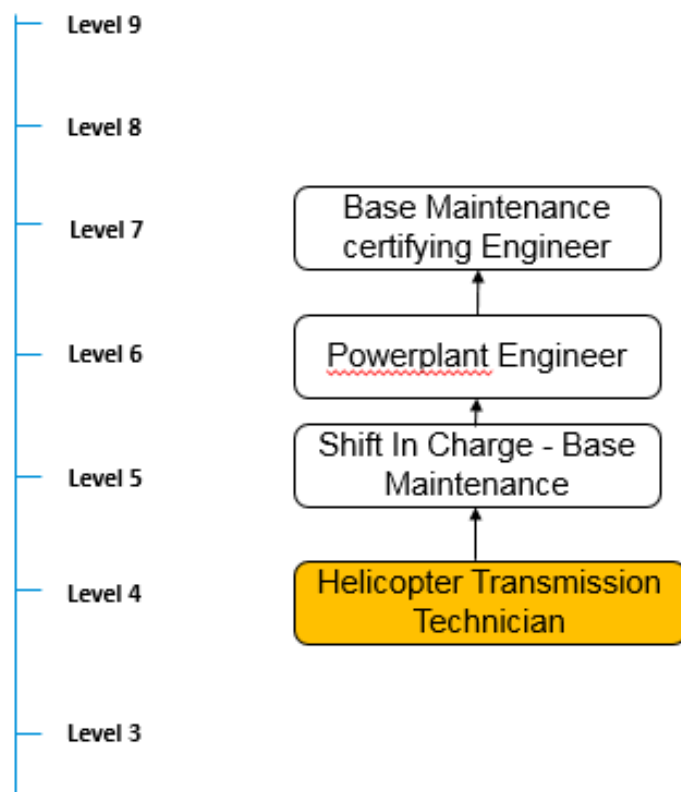 Level 9
Level 8
Base Maintenance
certifying Engineer
Level 7
Powerplant Engineer
Level 6
Shift In Charge - Base
Maintenance
Level 5
Helicopter Transmission
Technician
Level 4
Level 3